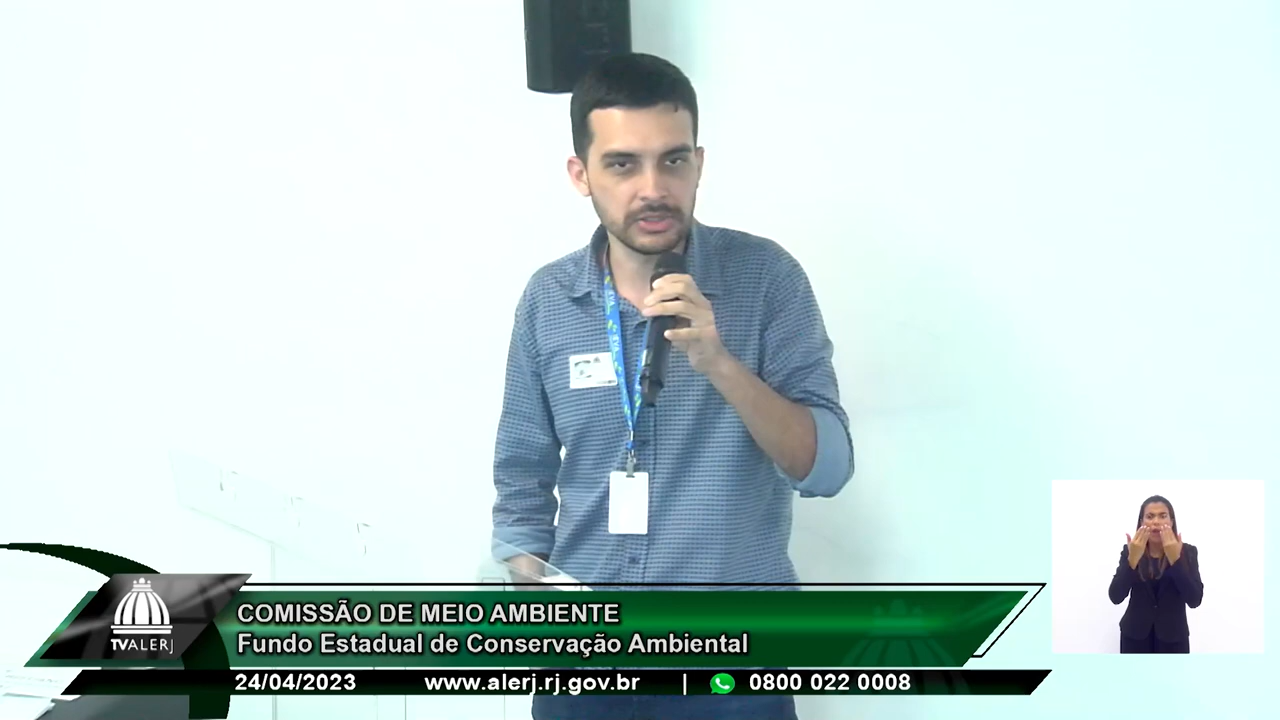 COMISSÃO DE MEIO AMBIENTE
TVALERJ
Fundo Estadual de Conservação Ambiental
24/04/2023
www.alerj.rj.gov.br | 0800 022 0008